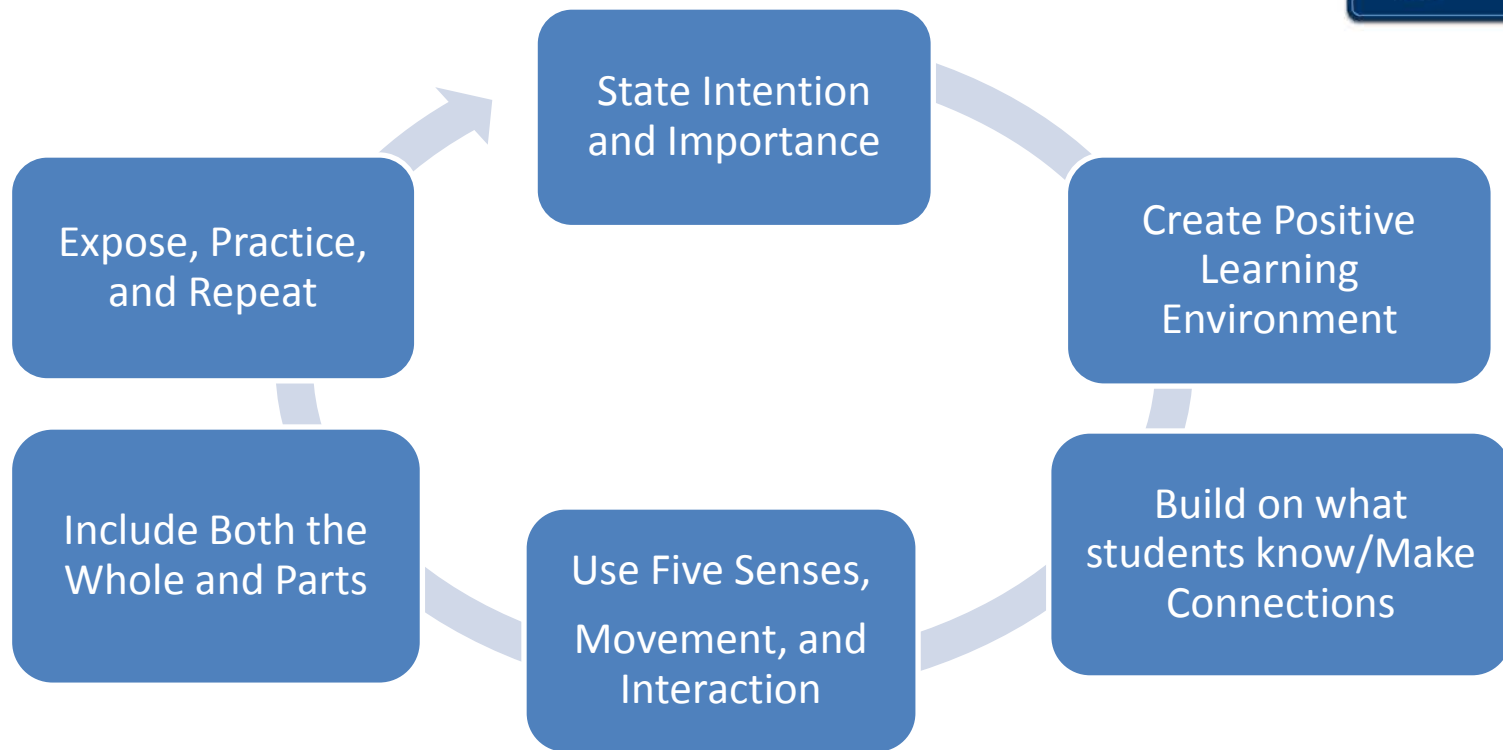 State Intention
and Importance
Create Positive
Learning
Environment
Build on what
students know/Make
Connections
Use Five Senses,
Movement, and
Interaction
Include Both the
Whole and Parts
Expose, Practice,
and Repeat